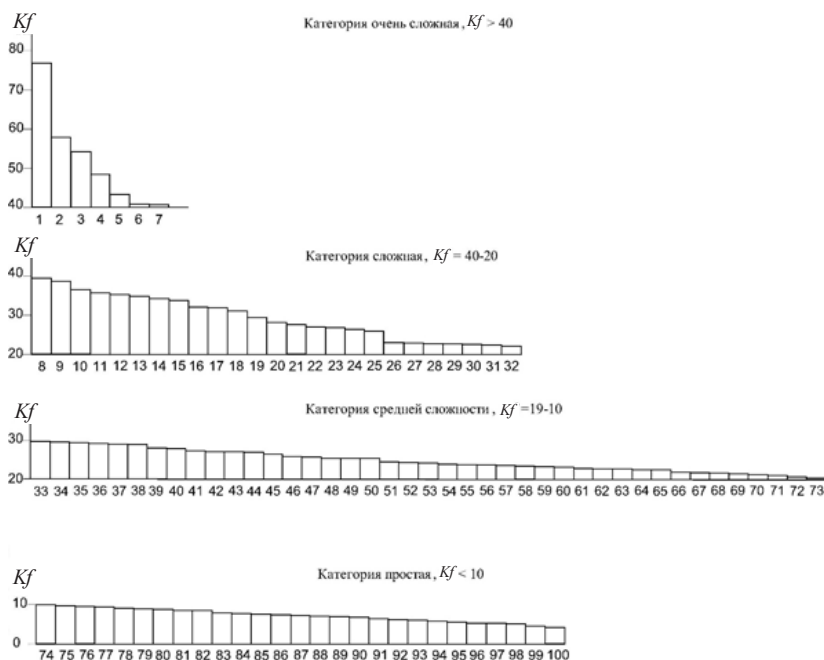 Kf
Категория очень сложная, Kf > 40
80
70
60
50
40
1 2 3 4 5 6 7
Kf
Категория сложная, Kf = 40-20
40
30
20
8 9 10 11 12 13 14 15 16 17 18 19 20 21 22 23 24 25 26 27 28 29 30 31 32
Kf
Категория средней сложности, Kf =19-10
30
20
33 34 35 36 37 38 39 40 41 42 43 44 45 46 47 48 49 50 51 52 53 54 55 56 57 58 59 60 61 62 63 64 65 66 67 68 69 70 71 72 73
Kf
Категория простая, Kf < 10
10
0
74 75 76 77 78 79 80 81 82 83 84 85 86 87 88 89 90 91 92 93 94 95 96 97 98 99 100